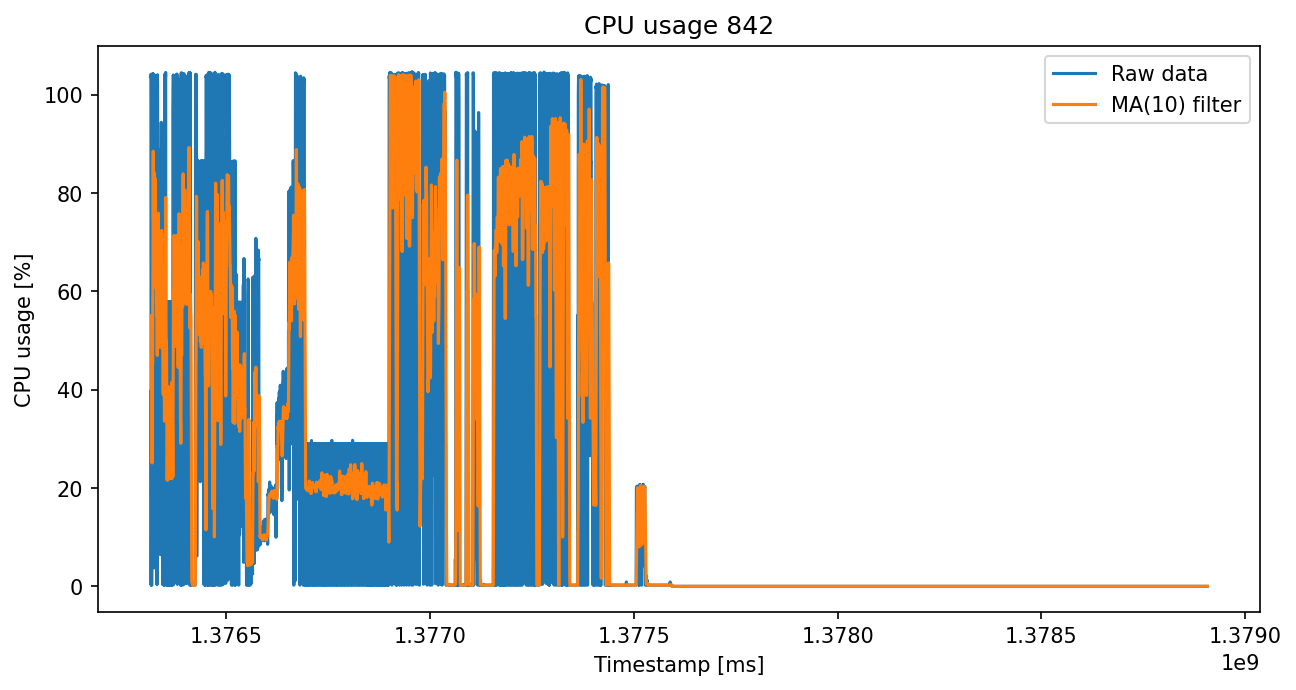 CPU usage 842
Raw data
MA(10) filter
CPU usage [%]
100
80
60
40
20
0
1.3765 1.3770 1.3775 1.3780 1.3785 1.3790
1e9
Timestamp [ms]